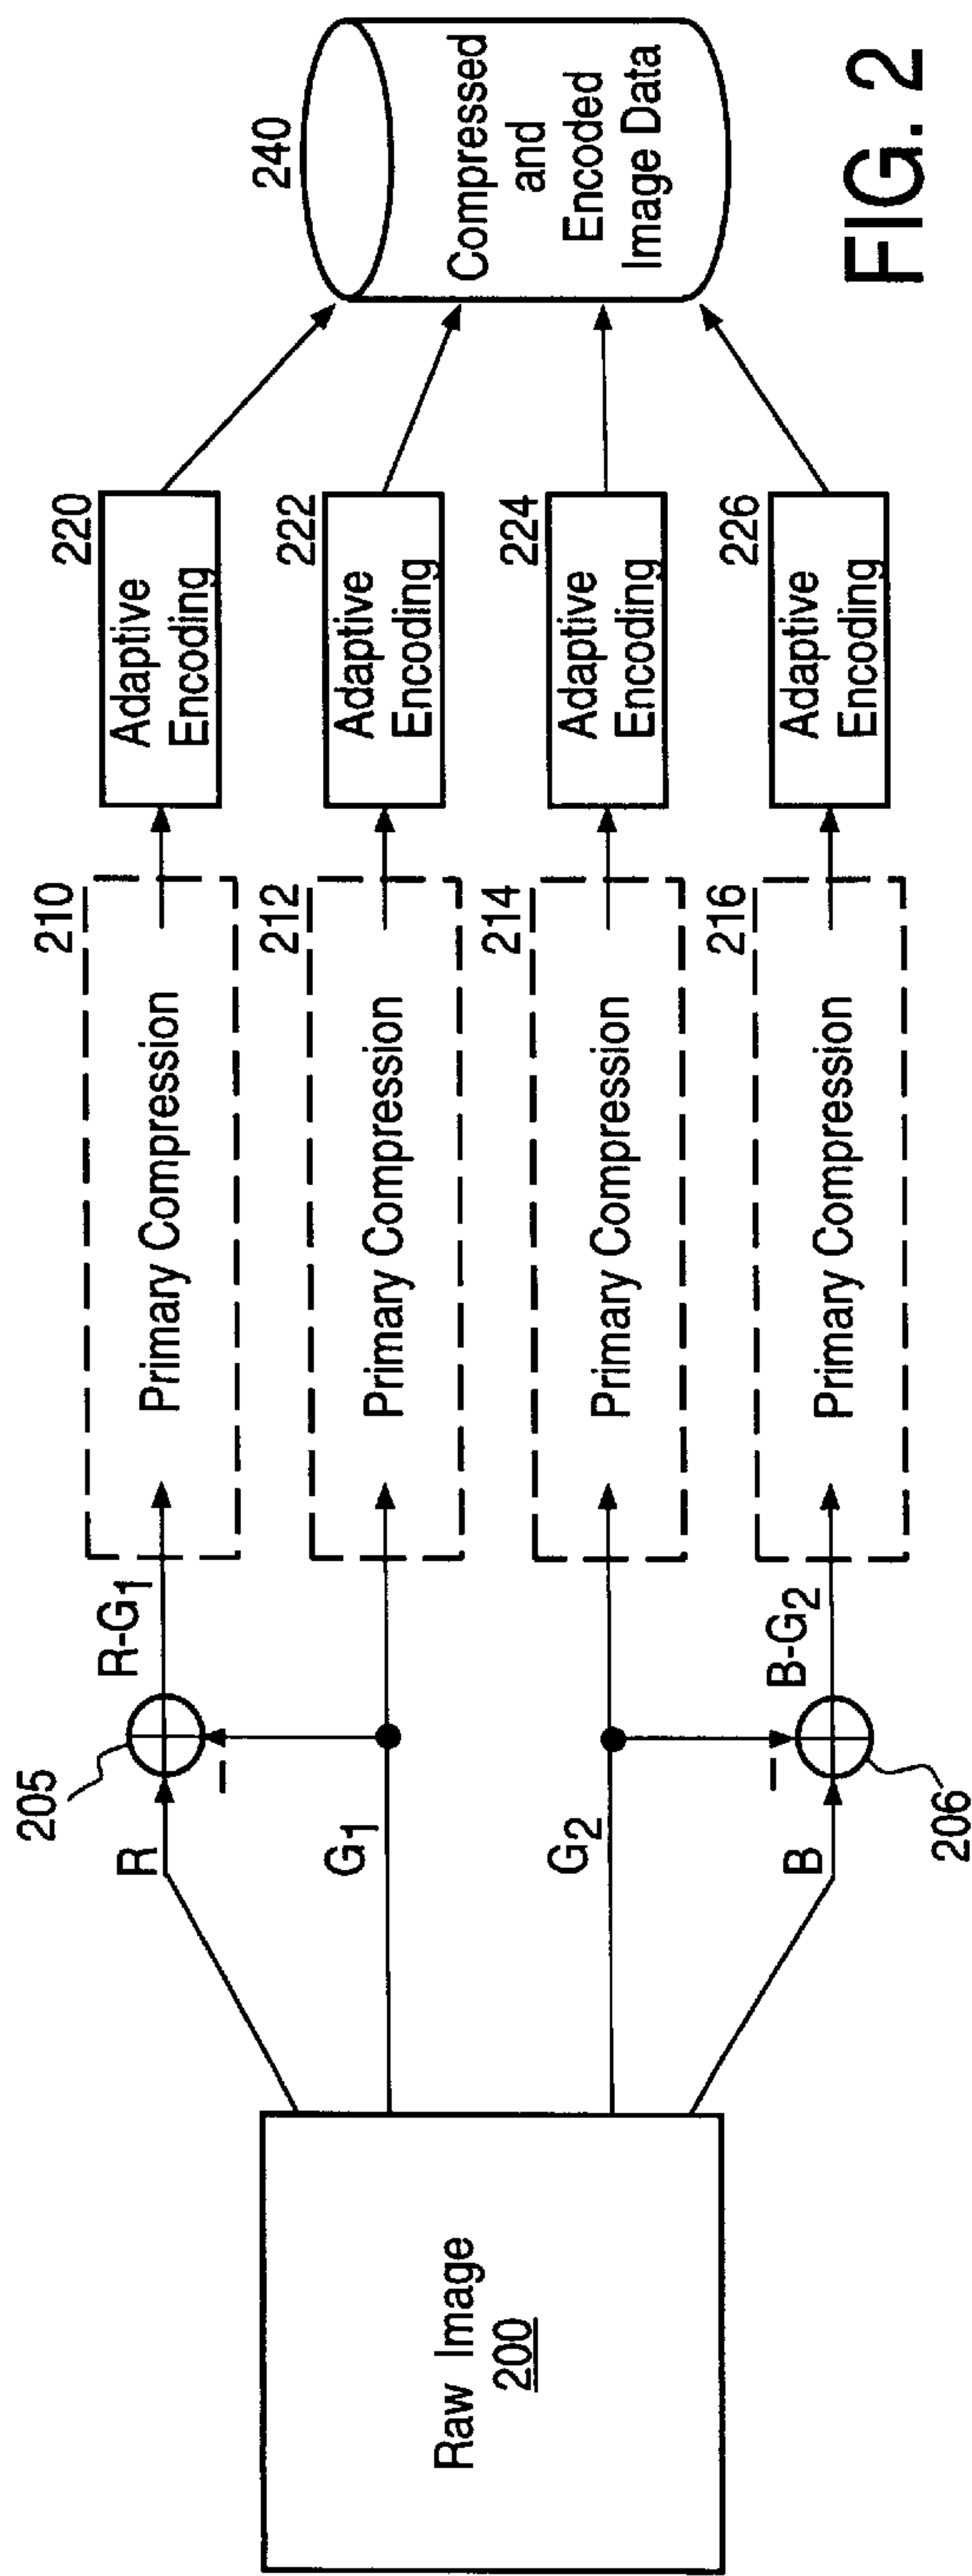 Raw Image
200
R
G1
G2
B
205
206
−
−
R-G1
B-G2
210
Primary Compression
212
Primary Compression
214
Primary Compression
216
Primary Compression
220
Adaptive
Encoding
222
Adaptive
Encoding
224
Adaptive
Encoding
226
Adaptive
Encoding
240
Compressed
and
Encoded
Image Data
FIG. 2